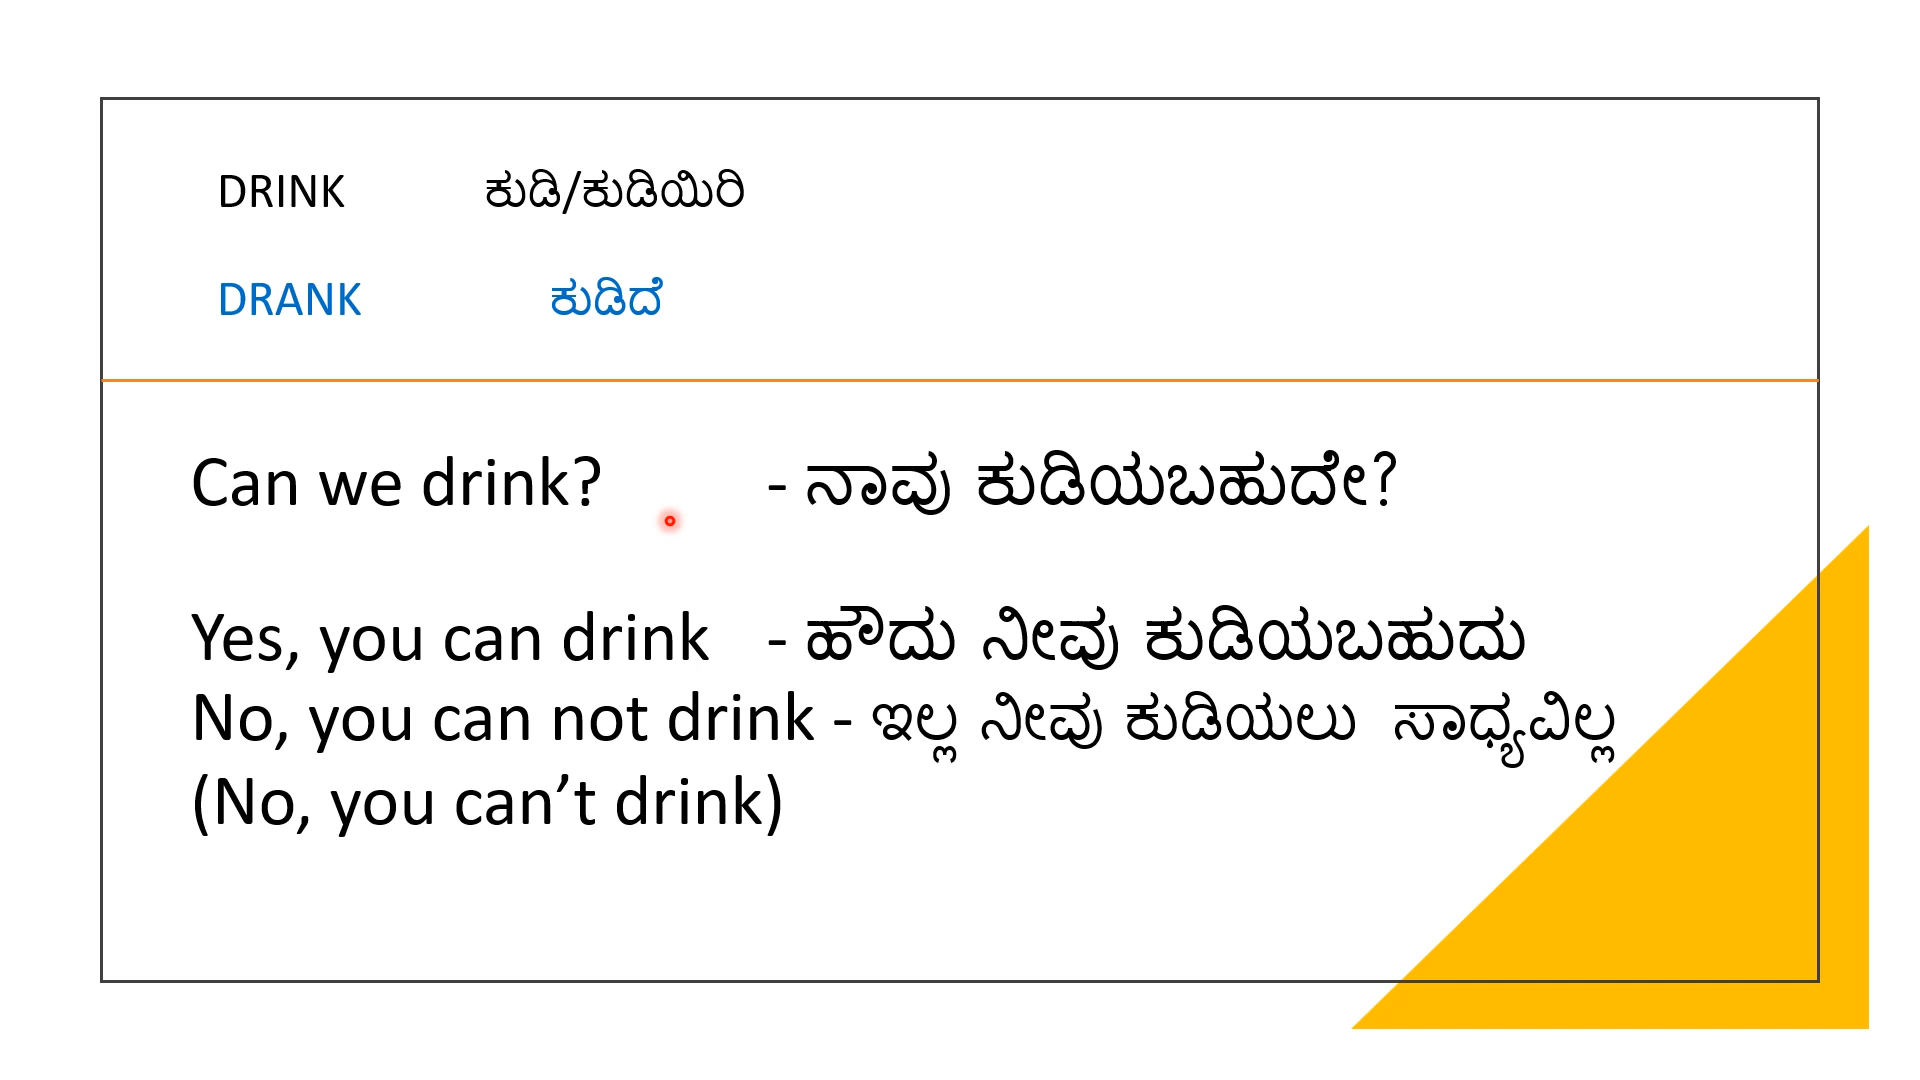 DRINK ಕುಡಿ/ಕುಡಿಯಿರಿ
DRANK ಕುಡಿದೆ
Can we drink? - ನಾವು ಕುಡಿಯಬಹುದೇ?
Yes, you can drink - ಹೌದು ನೀವು ಕುಡಿಯಬಹುದು
No, you can not drink - ಇಲ್ಲ ನೀವು ಕುಡಿಯಲು ಸಾಧ್ಯವಿಲ್ಲ
(No, you can’t drink)